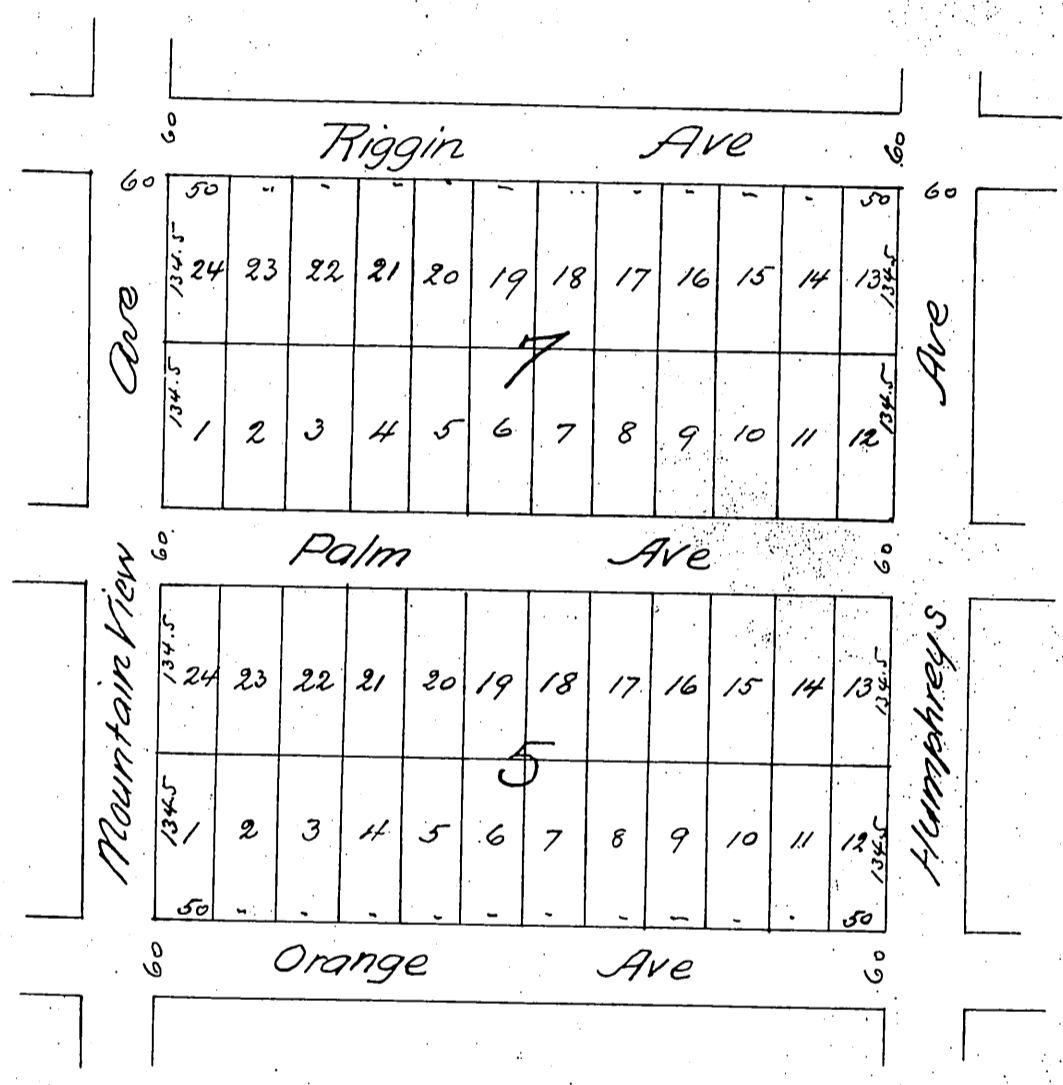 60 60
Riggin Ave
60 50 " " " " " " " " " " 50 60
134.5 24 23 22 21 20 19 18 17 16 15 14 13 134.5
7
Ave Ave
134.5 1 2 3 4 5 6 7 8 9 10 11 12 134.5
60 60
Palm Ave
Mountain View Humphreys
134.5 24 23 22 21 20 19 18 17 16 15 14 13 134.5
5
134.5 1 2 3 4 5 6 7 8 9 10 11 12 134.5
50 " " " " " " " " " " 50
60 60
Orange Ave